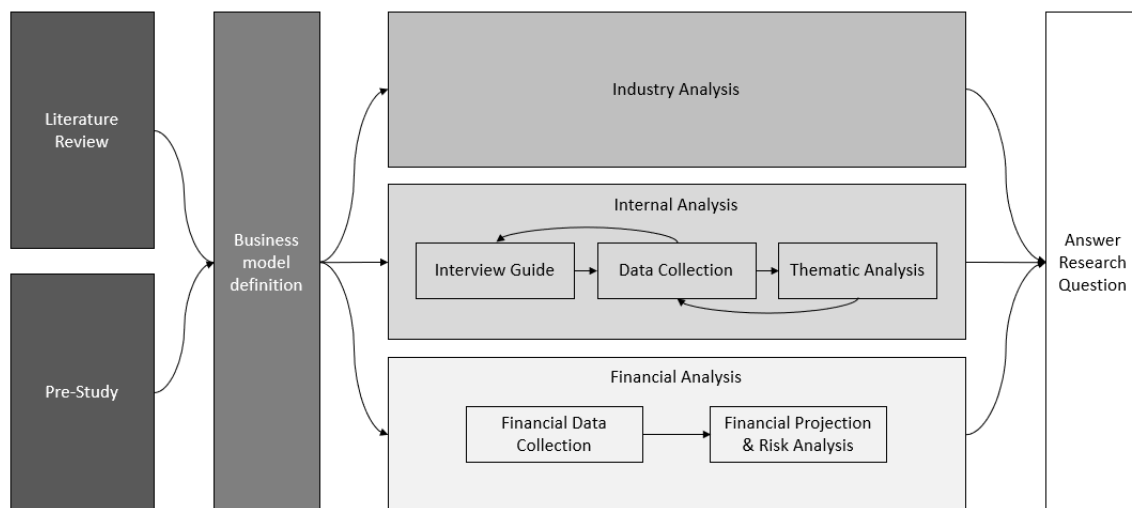 Literature
Review
Pre-Study
Business
model
definition
Industry Analysis
Internal Analysis
Interview Guide
Data Collection
Thematic Analysis
Financial Analysis
Financial Data
Collection
Financial Projection
& Risk Analysis
Answer
Research
Question